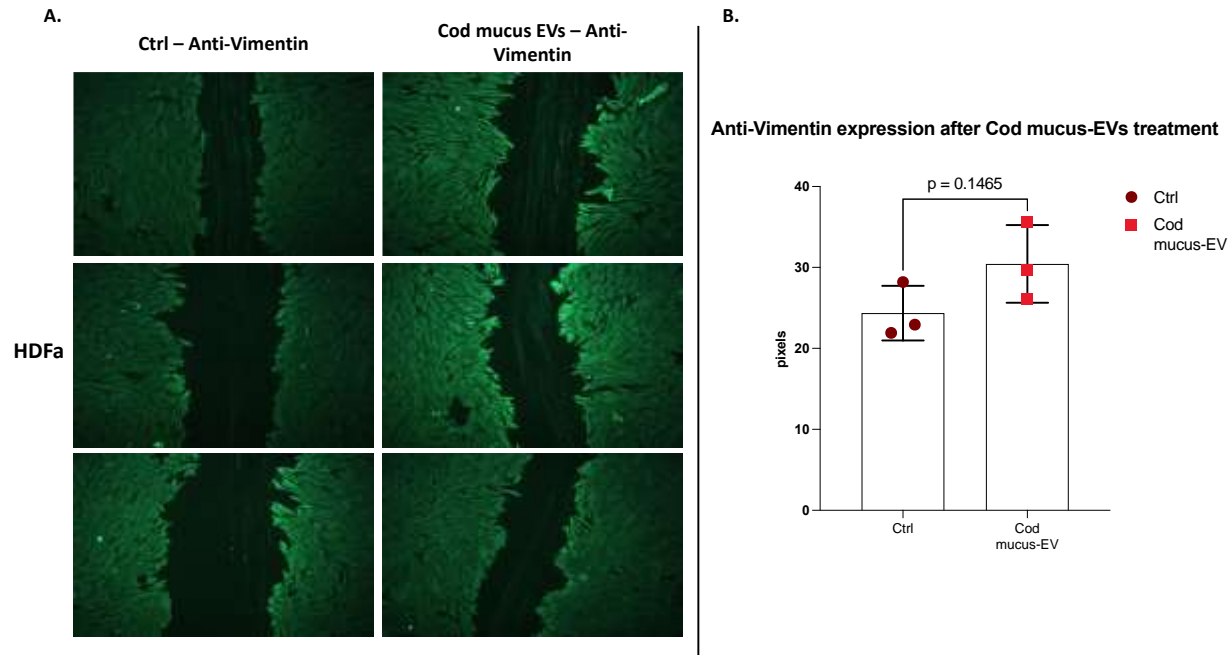 A.
Ctrl – Anti-Vimentin
Cod mucus EVs – Anti-
Vimentin
HDFa
B.
Anti-Vimentin expression after Cod mucus-EVs treatment
p = 0.1465
Ctrl
Cod
mucus-EV
40
30
20
10
0
pixels
Ctrl
Cod
mucus-EV